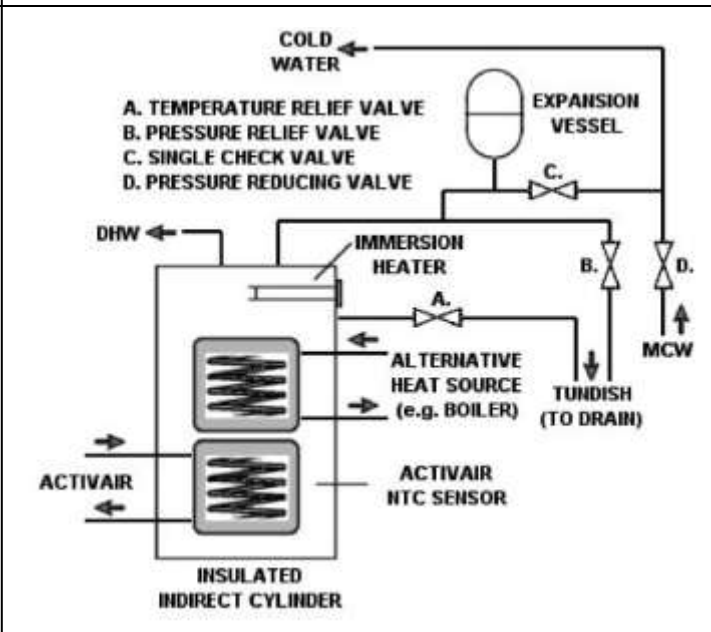 COLD
WATER
A. TEMPERATURE RELIEF VALVE
B. PRESSURE RELIEF VALVE
C. SINGLE CHECK VALVE
D. PRESSURE REDUCING VALVE
EXPANSION
VESSEL
C.
DHW
IMMERSION
HEATER
B.
D.
A.
MCW
ALTERNATIVE
HEAT SOURCE
(e.g. BOILER)
TUNDISH
(TO DRAIN)
ACTIVAIR
ACTIVAIR
NTC SENSOR
INSULATED
INDIRECT CYLINDER